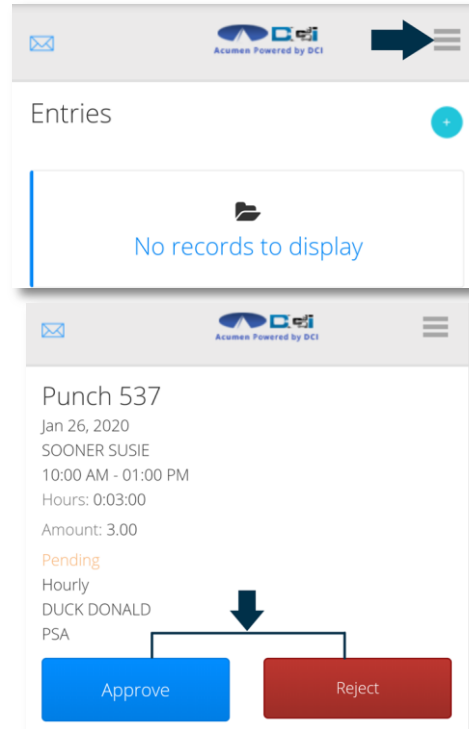 DCI
Acumen Powered by DCI
Entries
+
No records to display
DCI
Acumen Powered by DCI
Punch 537
Jan 26, 2020
SOONER SUSIE
10:00 AM - 01:00 PM
Hours: 0:03:00
Amount: 3.00
Pending
Hourly
DUCK DONALD
PSA
Approve
Reject